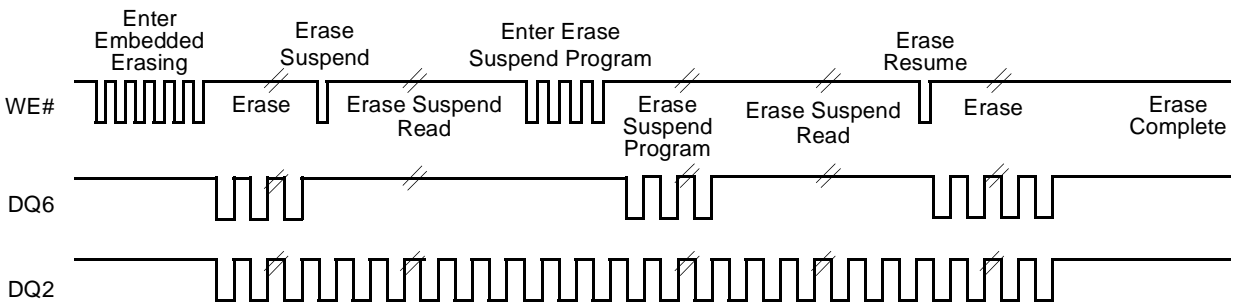 Enter
Embedded
Erasing
Erase
Suspend
Enter Erase
Suspend Program
Erase
Resume
WE#
Erase
Erase Suspend
Read
Erase
Suspend
Program
Erase Suspend
Read
Erase
Erase
Complete
DQ6
DQ2